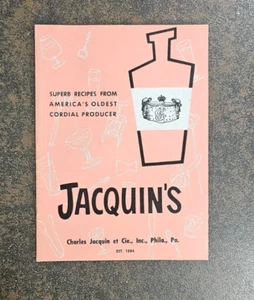 SUPERB RECIPES FROM
AMERICA'S OLDEST
CORDIAL PRODUCER
JACQUIN'S
Charles Jacquin et Cie., Inc., Phila., Pa.
EST. 1884